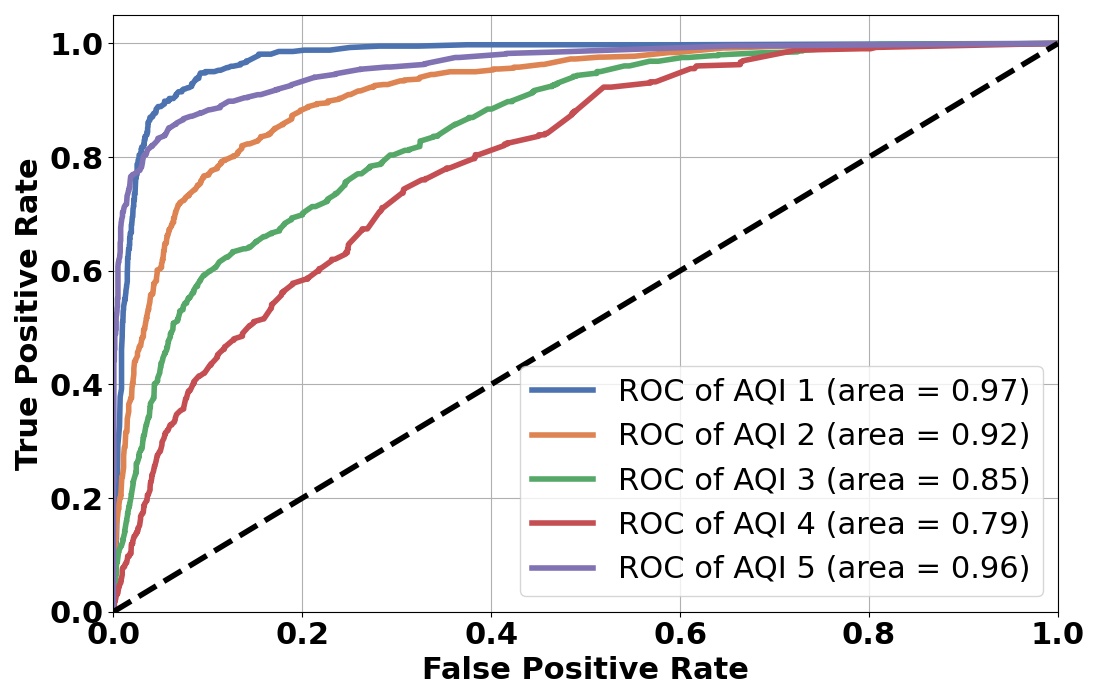 True Positive Rate
1.0
0.8
0.6
0.4
0.2
0.0
ROC of AQI 1 (area = 0.97)
ROC of AQI 2 (area = 0.92)
ROC of AQI 3 (area = 0.85)
ROC of AQI 4 (area = 0.79)
ROC of AQI 5 (area = 0.96)
0.0 0.2 0.4 0.6 0.8 1.0
False Positive Rate